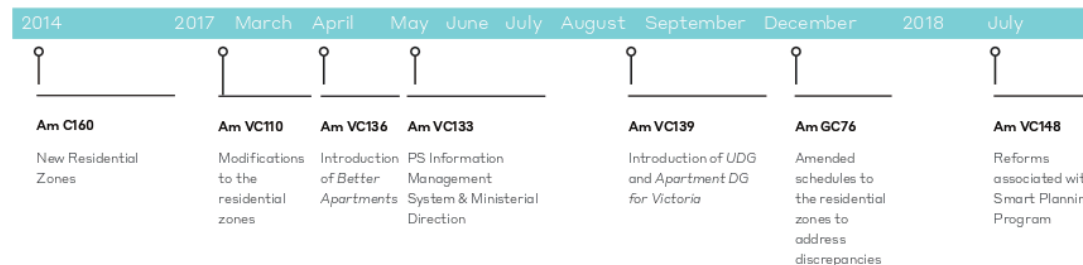 2014 2017 March April May June July August September December 2018 July
Am C160
New Residential
Zones
Am VC110
Modifications
to the
residential
zones
Am VC136
Introduction
of Better
Apartments
Am VC133
PS Information
Management
System & Ministerial
Direction
Am VC139
Introduction of UDG
and Apartment DG
for Victoria
Am GC76
Amended
schedules to
the residential
zones to
address
discrepancies
Am VC148
Reforms
associated wit
Smart Plannin
Program